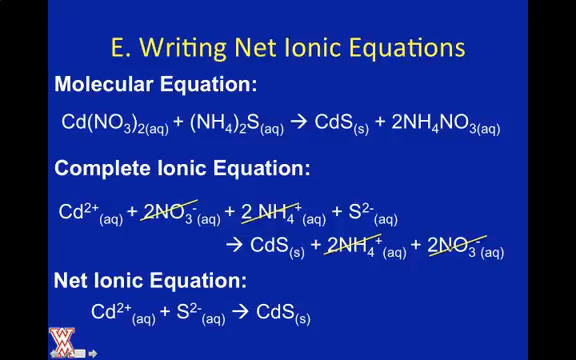 E. Writing Net Ionic Equations
Molecular Equation:
Cd(NO₃)₂(aq) + (NH₄)₂S(aq) → CdS(s) + 2NH₄NO₃(aq)
Complete Ionic Equation:
Cd²⁺(aq) + 2NO₃⁻(aq) + 2 NH₄⁺(aq) + S²⁻(aq)
→ CdS(s) + 2NH₄⁺(aq) + 2NO₃⁻(aq)
Net Ionic Equation:
Cd²⁺(aq) + S²⁻(aq) → CdS(s)